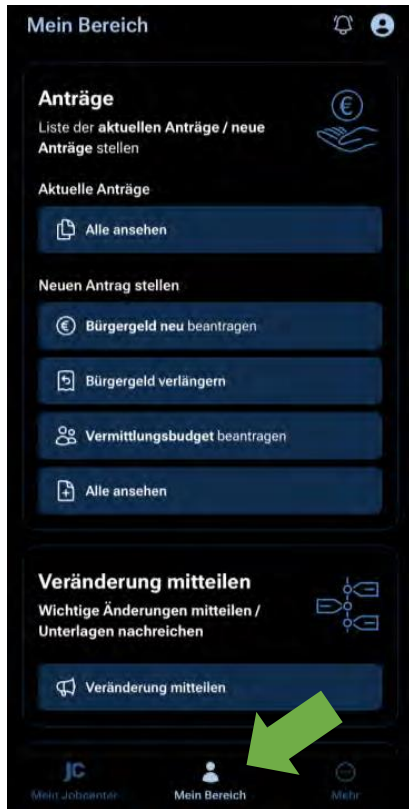 Mein Bereich
Anträge
Liste der aktuellen Anträge / neue
Anträge stellen
Aktuelle Anträge
Alle ansehen
Neuen Antrag stellen
Bürgergeld neu beantragen
Bürgergeld verlängern
Vermittlungsbudget beantragen
Alle ansehen
Veränderung mitteilen
Wichtige Änderungen mitteilen /
Unterlagen nachreichen
Veränderung mitteilen
JC
Mein Jobcenter Mein Bereich Mehr